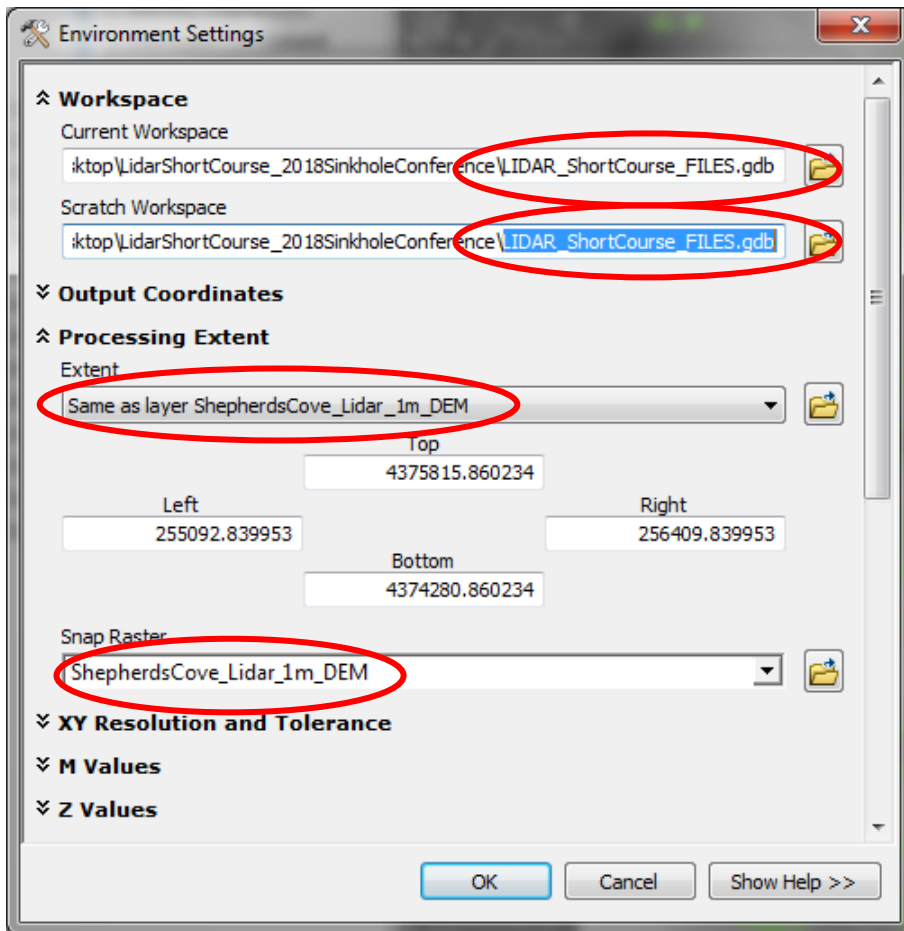 Environment Settings
Workspace
Current Workspace
ktop\LidarShortCourse_2018SinkholeConference\LIDAR_ShortCourse_FILES.gdb
Scratch Workspace
ktop\LidarShortCourse_2018SinkholeConference\LIDAR_ShortCourse_FILES.gdb
Output Coordinates
Processing Extent
Extent
Same as layer ShepherdsCove_Lidar_1m_DEM
Top
4375815.860234
Left Right
255092.839953 256409.839953
Bottom
4374280.860234
Snap Raster
ShepherdsCove_Lidar_1m_DEM
XY Resolution and Tolerance
M Values
Z Values
OK Cancel Show Help >>